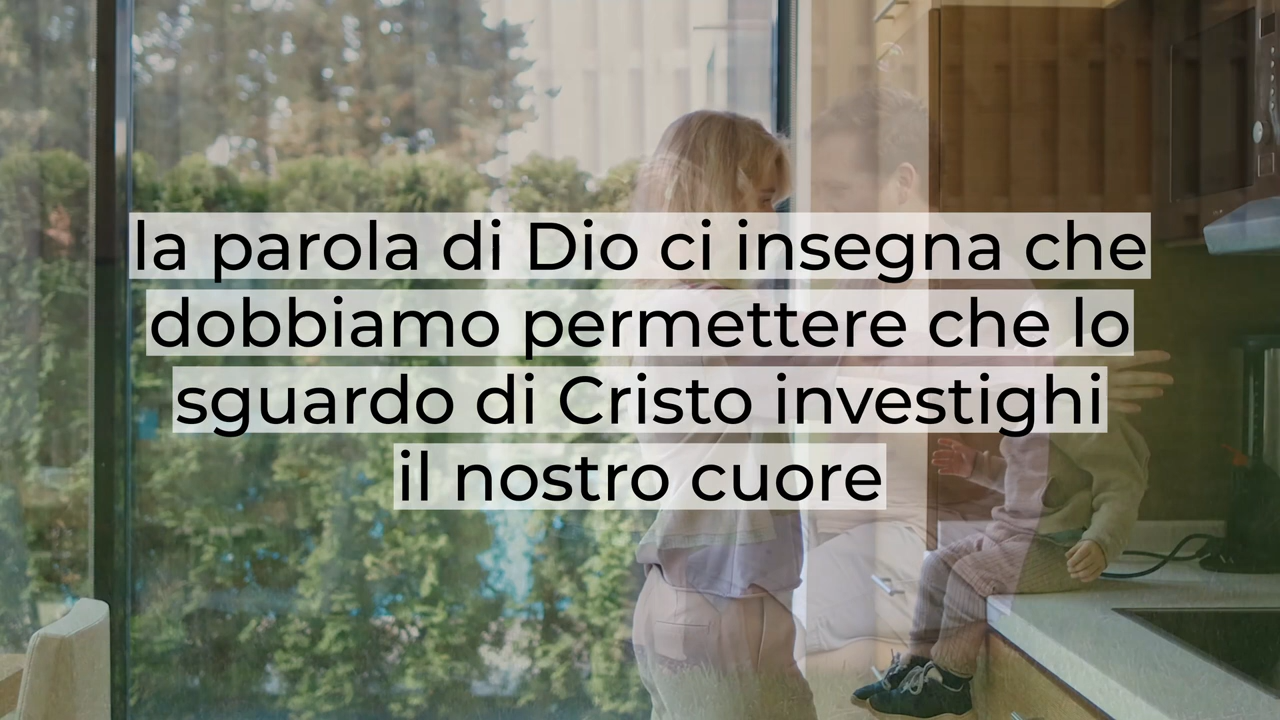 la parola di Dio ci insegna che
dobbiamo permettere che lo
sguardo di Cristo investighi
il nostro cuore